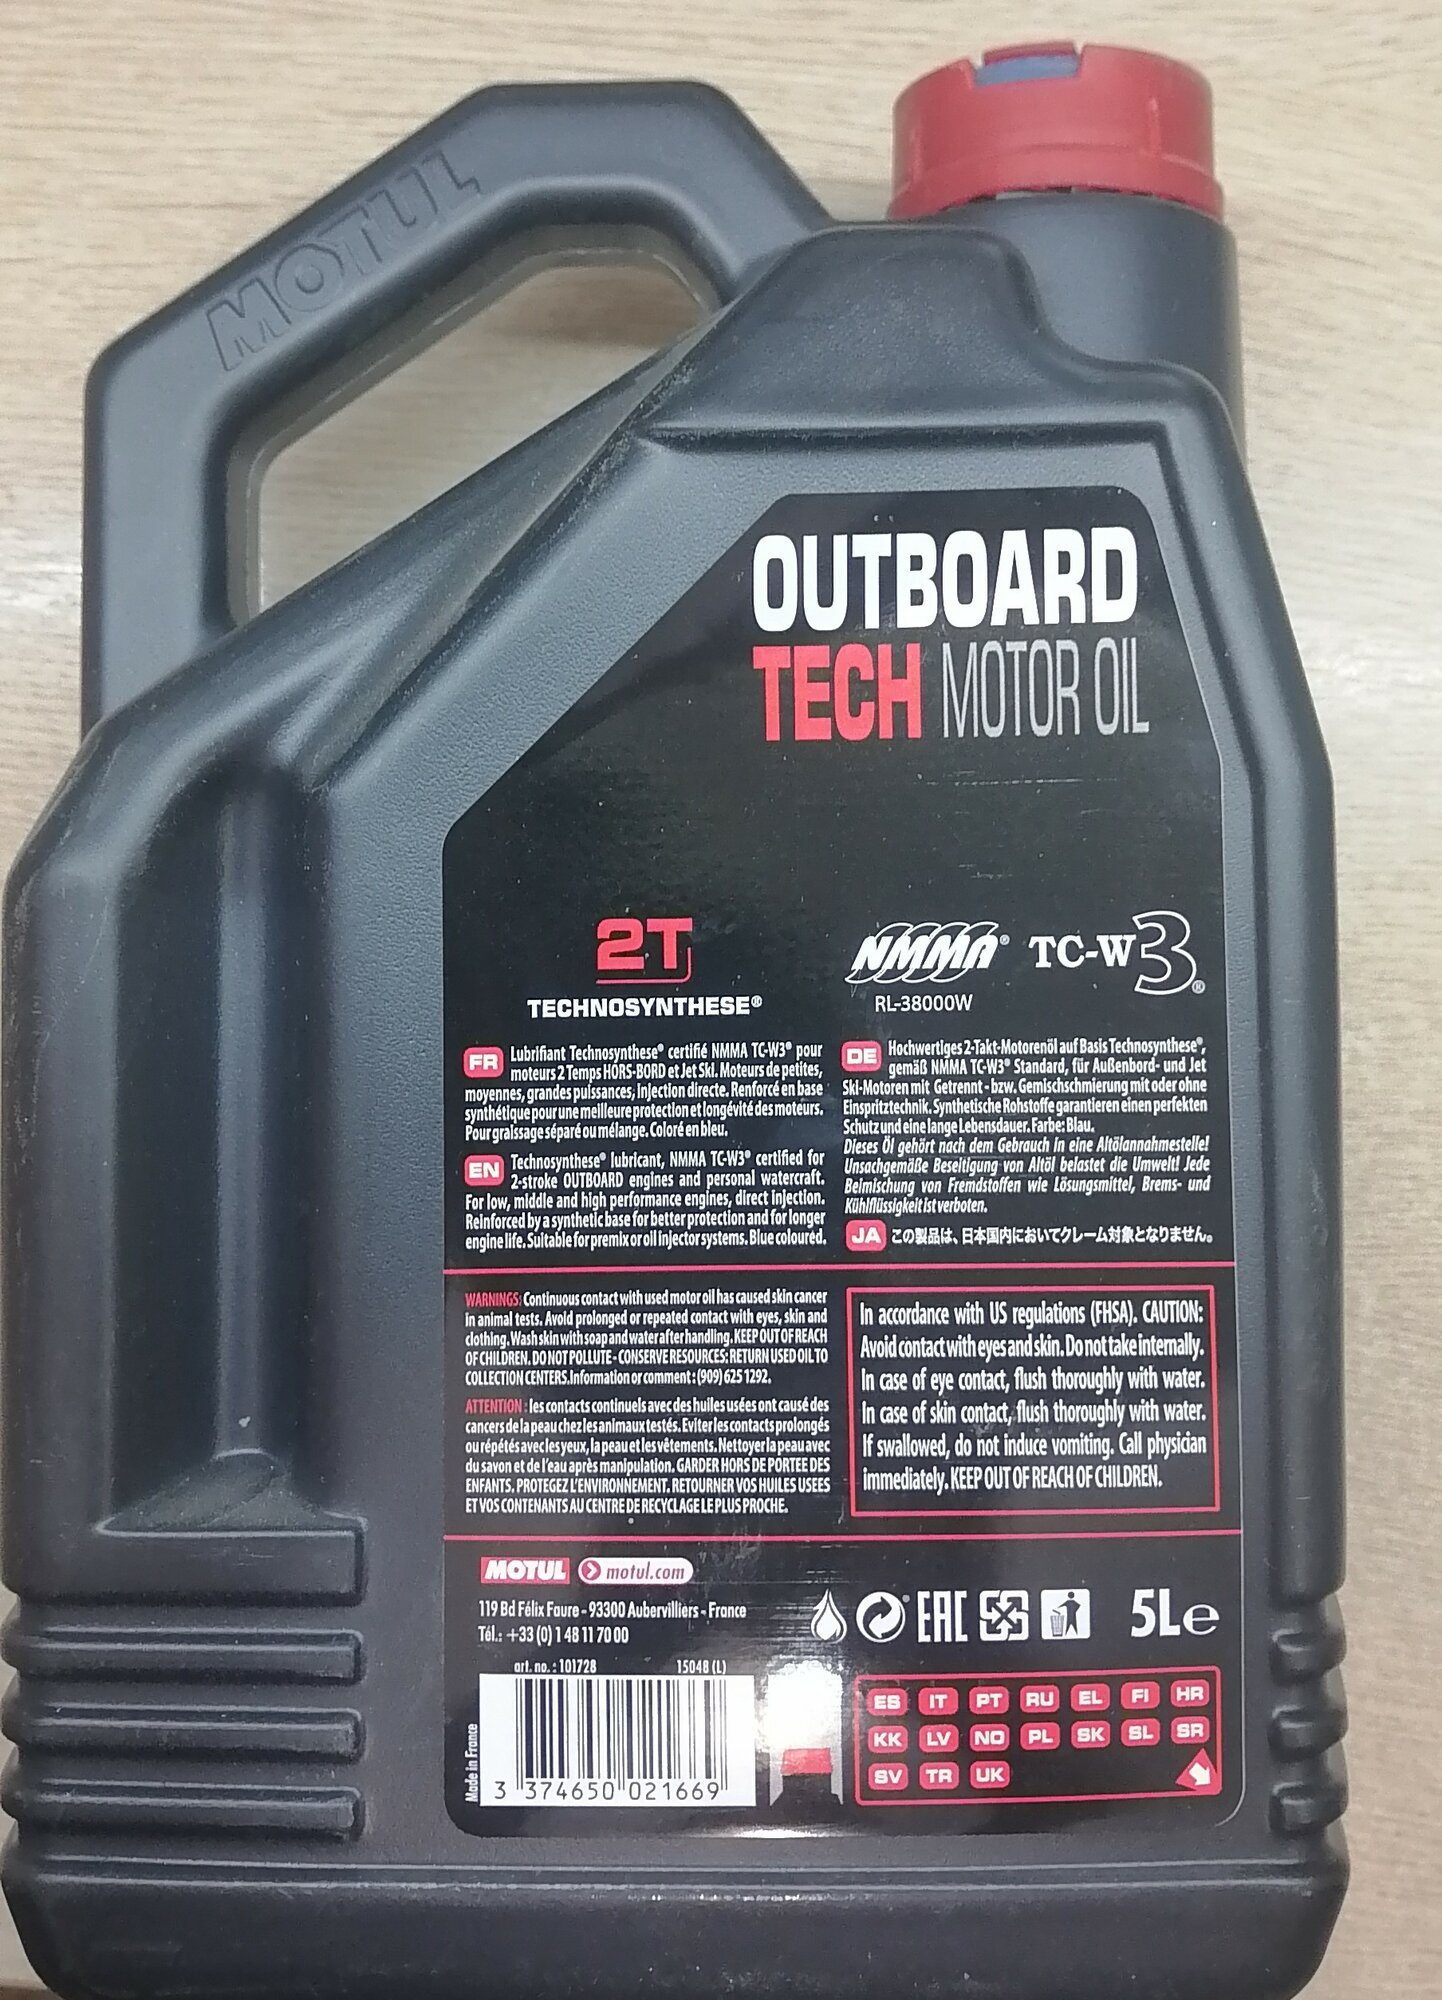 MOTUL
OUTBOARD
TECH MOTOR OIL
2T
TECHNOSYNTHESE®
NMMA® TC-W3®
RL-38000W
FR Lubrifiant Technosynthese® certifié NMMA TC-W3® pour
moteurs 2 Temps HORS-BORD et Jet Ski. Moteurs de petites,
moyennes, grandes puissances, injection directe. Renforcé en base
synthétique pour une meilleure protection et longévité des moteurs.
Pour graissage séparé ou mélange. Coloré en bleu.
EN Technosynthese® lubricant, NMMA TC-W3® certified for
2-stroke OUTBOARD engines and personal watercraft.
For low, middle and high performance engines, direct injection.
Reinforced by a synthetic base for better protection and for longer
engine life. Suitable for premix or oil injector systems. Blue coloured.
DE Hochwertiges 2-Takt-Motorenöl auf Basis Technosynthese®,
gemäß NMMA TC-W3® Standard, für Außenbord- und Jet
Ski-Motoren mit Getrennt - bzw. Gemischschmierung mit oder ohne
Einspritztechnik. Synthetische Rohstoffe garantieren einen perfekten
Schutz und eine lange Lebensdauer. Farbe: Blau.
Dieses Öl gehört nach dem Gebrauch in eine Altölannahmestelle!
Unsachgemäße Beseitigung von Altöl belastet die Umwelt! Jede
Beimischung von Fremdstoffen wie Lösungsmittel, Brems- und
Kühlflüssigkeit ist verboten.
JA この製品は、日本国内においてクレーム対象となりません。
WARNINGS: Continuous contact with used motor oil has caused skin cancer
in animal tests. Avoid prolonged or repeated contact with eyes, skin and
clothing. Wash skin with soap and water after handling. KEEP OUT OF REACH
OF CHILDREN. DO NOT POLLUTE - CONSERVE RESOURCES: RETURN USED OIL TO
COLLECTION CENTERS. Information or comment : (909) 625 1292.
ATTENTION : les contacts continuels avec des huiles usées ont causé des
cancers de la peau chez les animaux testés. Eviter les contacts prolongés
ou répétés avec les yeux, la peau et les vêtements. Nettoyer la peau avec
du savon et de l'eau après manipulation. GARDER HORS DE PORTEE DES
ENFANTS. PROTEGEZ L'ENVIRONNEMENT. RETOURNER VOS HUILES USEES
ET VOS CONTENANTS AU CENTRE DE RECYCLAGE LE PLUS PROCHE.
In accordance with US regulations (FHSA). CAUTION:
Avoid contact with eyes and skin. Do not take internally.
In case of eye contact, flush thoroughly with water.
In case of skin contact, flush thoroughly with water.
If swallowed, do not induce vomiting. Call physician
immediately. KEEP OUT OF REACH OF CHILDREN.
MOTUL motul.com
119 Bd Félix Faure - 93300 Aubervilliers - France
Tél.: +33 (0) 1 48 11 70 00
EAC 5L e
art. no. : 101728 15048 (L)
Made in France
3 374650 021669
ES IT PT RU EL FI HR
KK LV NO PL SK SL SR
SV TR UK